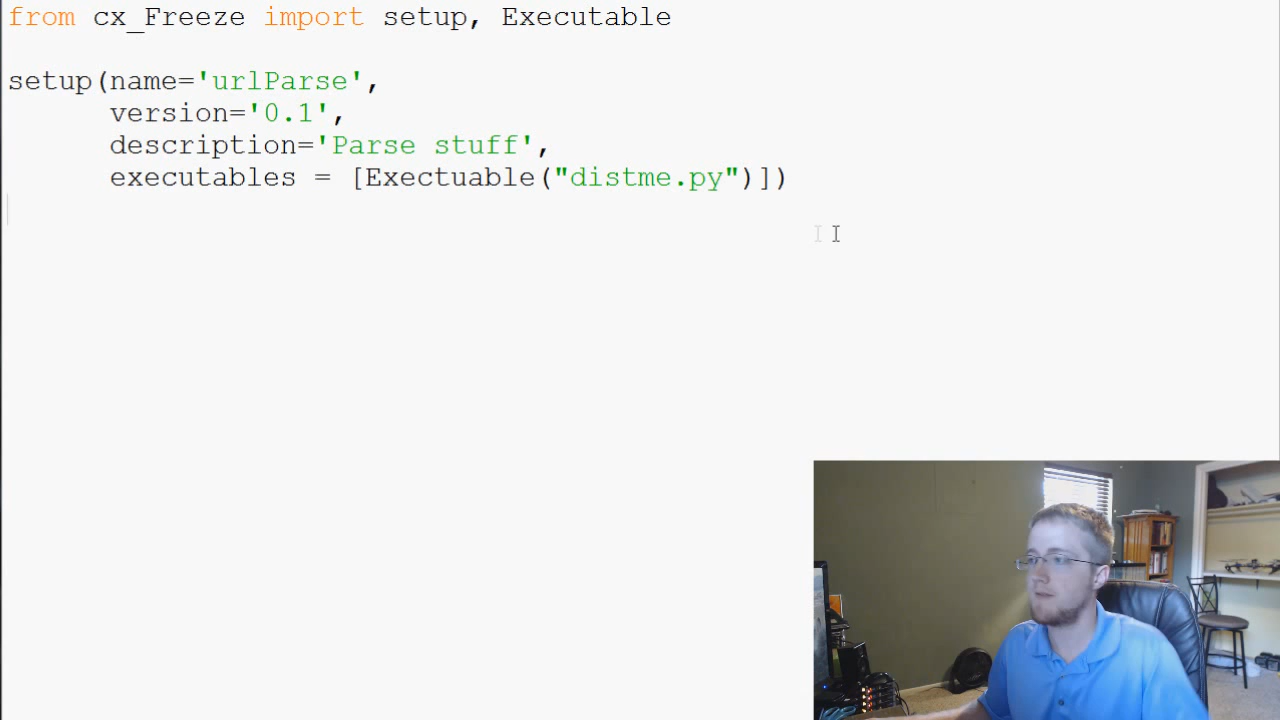 from cx_Freeze import setup, Executable
setup(name='urlParse',
version='0.1',
description='Parse stuff',
executables = [Exectuable("distme.py")])